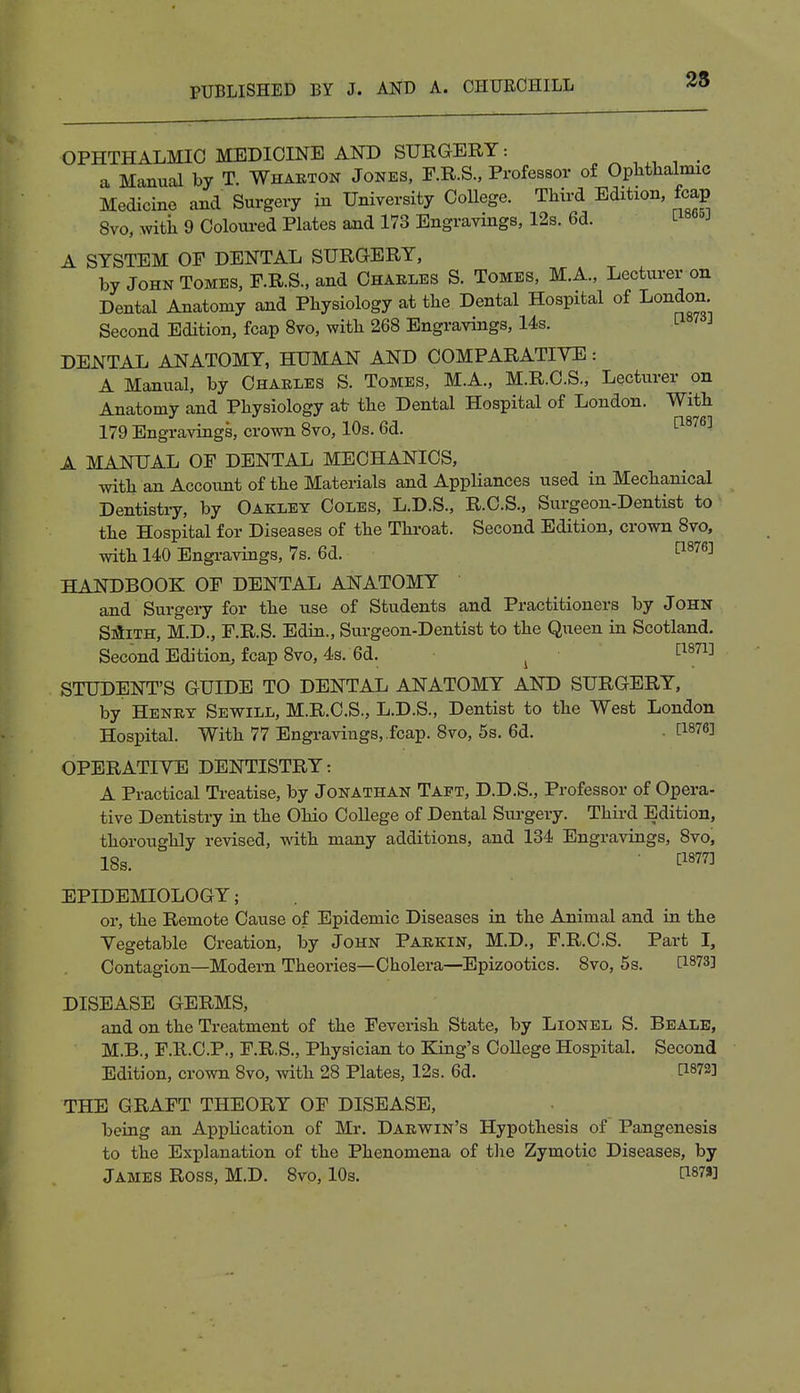 PUBLISHED BY J. AND A. CHURCHILL 23
OPHTHALMIC MEDICINE AND SURGERY:
a Manual by T. WHARTON JONES, F.R.S., Professor of Ophthalmic
Medicine and Surgery in University College. Third Edition, fcap
8vo, with 9 Coloured Plates and 173 Engravings, 12s. 6d. [1865]
A SYSTEM OF DENTAL SURGERY,
by JOHN TOMES, F.R.S., and CHARLES S. TOMES, M.A., Lecturer on
Dental Anatomy and Physiology at the Dental Hospital of London.
Second Edition, fcap 8vo, with 268 Engravings, 14s. [1873]
DENTAL ANATOMY, HUMAN AND COMPARATIVE:
A Manual, by CHARLES S. TOMES, M.A., M.R.C.S., Lecturer on
Anatomy and Physiology at the Dental Hospital of London. With
179 Engravings, crown 8vo, 10s. 6d. [1876]
A MANUAL OF DENTAL MECHANICS,
with an Account of the Materials and Appliances used in Mechanical
Dentistry, by OAKLEY COLES, L.D.S., R.C.S., Surgeon-Dentist to
the Hospital for Diseases of the Throat. Second Edition, crown 8vo,
with 140 Engravings, 7s. 6d. [1876]
HANDBOOK OF DENTAL ANATOMY
and Surgery for the use of Students and Practitioners by JOHN
SMITH, M.D., F.R.S. Edin., Surgeon-Dentist to the Queen in Scotland.
Second Edition, fcap 8vo, 4s. 6d. [1871]
STUDENT'S GUIDE TO DENTAL ANATOMY AND SURGERY,
by HENRY SEWILL, M.R.C.S., L.D.S., Dentist to the West London
Hospital. With 77 Engravings, fcap. 8vo, 5s. 6d. [1876]
OPERATIVE DENTISTRY:
A Practical Treatise, by JONATHAN TAFT, D.D.S., Professor of Opera-
tive Dentistry in the Ohio College of Dental Surgery. Third Edition,
thoroughly revised, with many additions, and 134 Engravings, 8vo,
18s. [1877]
EPIDEMIOLOGY;
or, the Remote Cause of Epidemic Diseases in the Animal and in the
Vegetable Creation, by JOHN PARKIN, M.D., F.R.C.S. Part I,
Contagion—Modern Theories—Cholera—Epizootics. 8vo, 5s. [1873]
DISEASE GERMS,
and on the Treatment of the Feverish State, by LIONEL S. BEALE,
M.B., F.R.C.P., F.R.S., Physician to King's College Hospital. Second
Edition, crown 8vo, with 28 Plates, 12s. 6d. [1872]
THE GRAFT THEORY OF DISEASE,
being an Application of Mr. DARWIN'S Hypothesis of Pangenesis
to the Explanation of the Phenomena of the Zymotic Diseases, by
JAMES ROSS, M.D. 8vo, 10s. [1872]